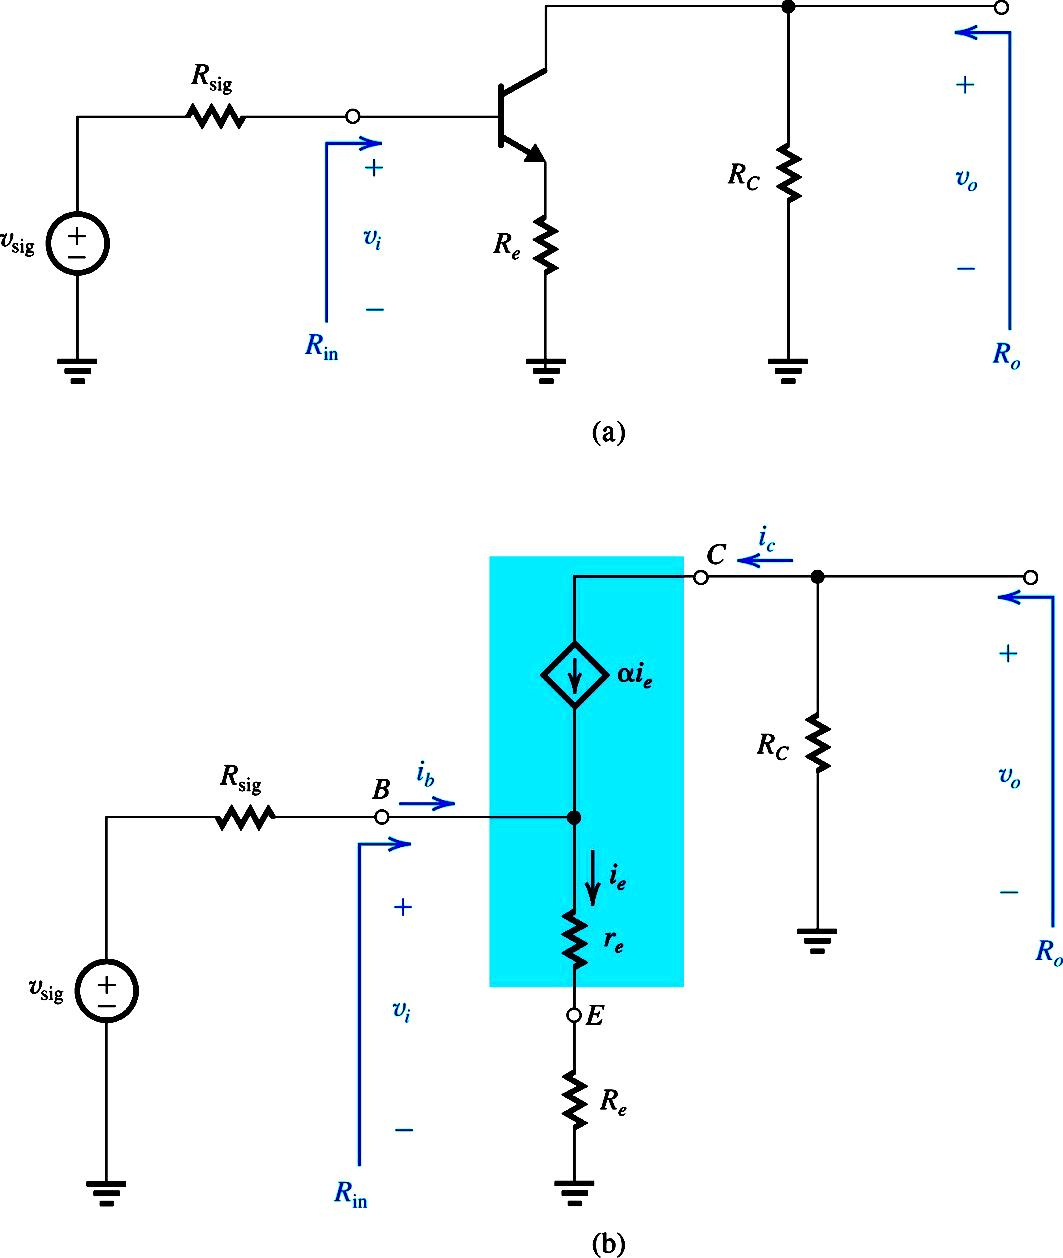 R_sig
+
R_C
v_o
v_sig
+
−
v_i
R_e
−
−
R_in
R_o
(a)
C
i_c
αi_e
+
R_sig
B
i_b
R_C
v_o
i_e
+
−
r_e
R_o
v_sig
+
−
v_i
E
R_e
−
R_in
(b)